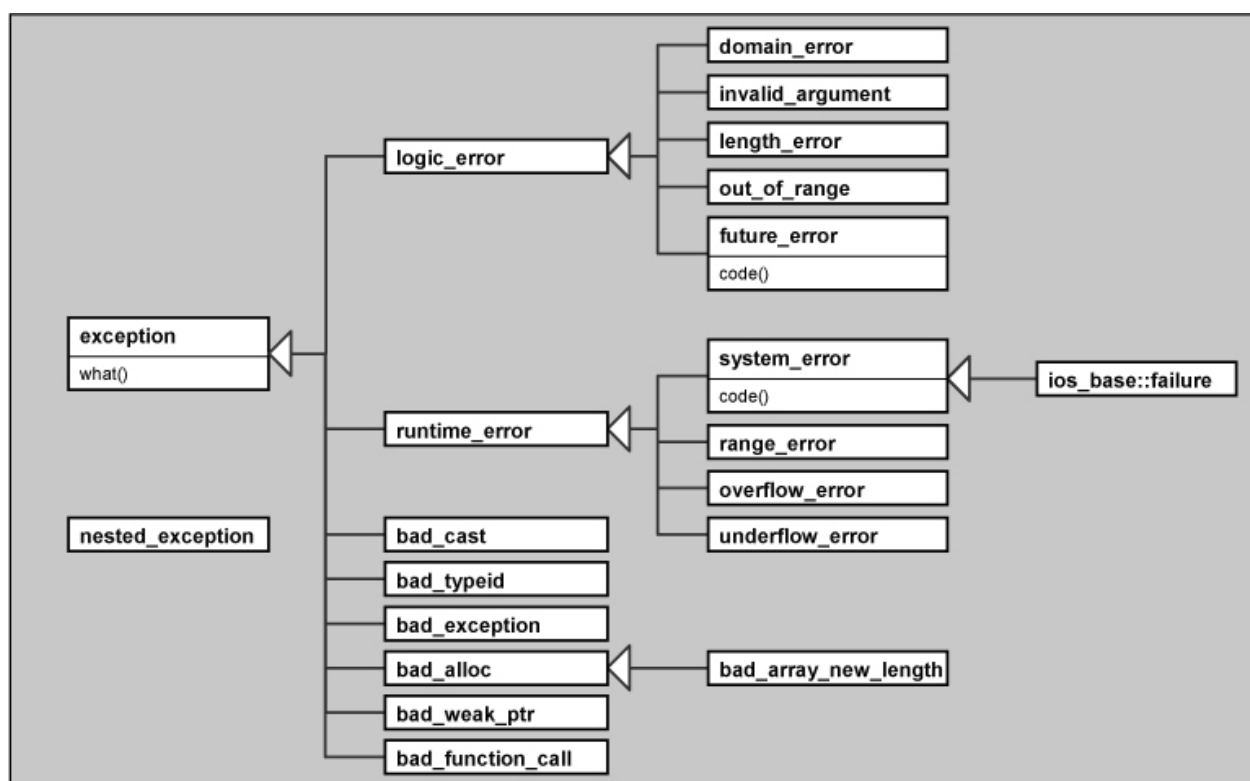 domain_error
invalid_argument
logic_error
length_error
out_of_range
future_error
code()
exception
what()
system_error
code()
ios_base::failure
runtime_error
range_error
overflow_error
nested_exception
bad_cast
underflow_error
bad_typeid
bad_exception
bad_alloc
bad_array_new_length
bad_weak_ptr
bad_function_call